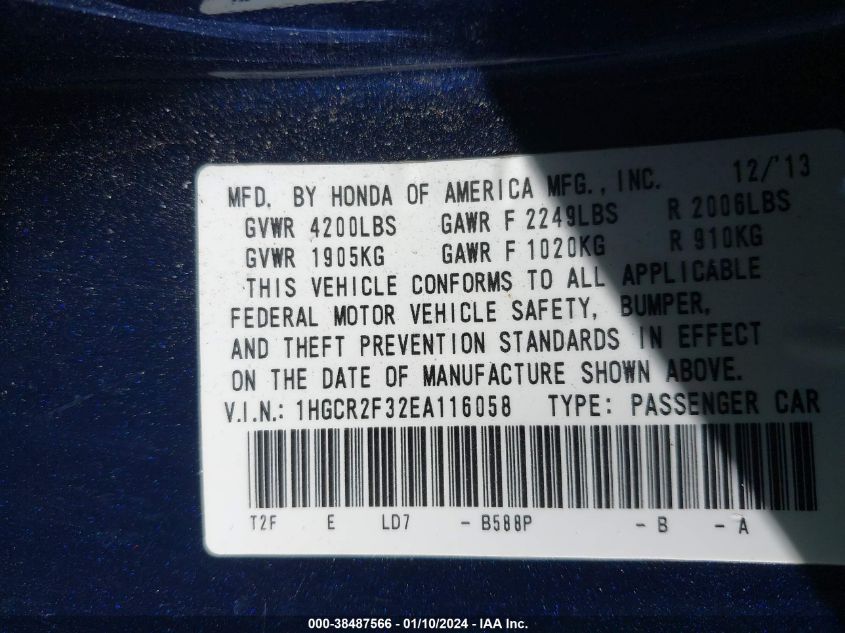 MFD. BY HONDA OF AMERICA MFG., INC. 12/'13
GVWR 4200LBS GAWR F 2249LBS R 2006LBS
GVWR 1905KG GAWR F 1020KG R 910KG
THIS VEHICLE CONFORMS TO ALL APPLICABLE
FEDERAL MOTOR VEHICLE SAFETY, BUMPER,
AND THEFT PREVENTION STANDARDS IN EFFECT
ON THE DATE OF MANUFACTURE SHOWN ABOVE.
V.I.N.: 1HGCR2F32EA116058 TYPE: PASSENGER CAR
T2F E LD7 - B588P - B - A
000-38487566 - 01/10/2024 - IAA Inc.